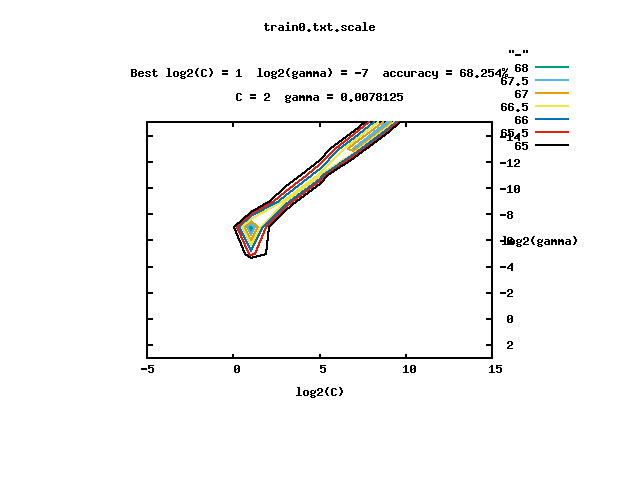 train0.txt.scale
"_"
Best log2(C) = 1  log2(gamma) = -7  accuracy = 68.254%
C = 2  gamma = 0.0078125
68
67.5
67
66.5
66
65.5
65
-14
-12
-10
-8
-6
log2(gamma)
-4
-2
0
2
-5 0 5 10 15
log2(C)